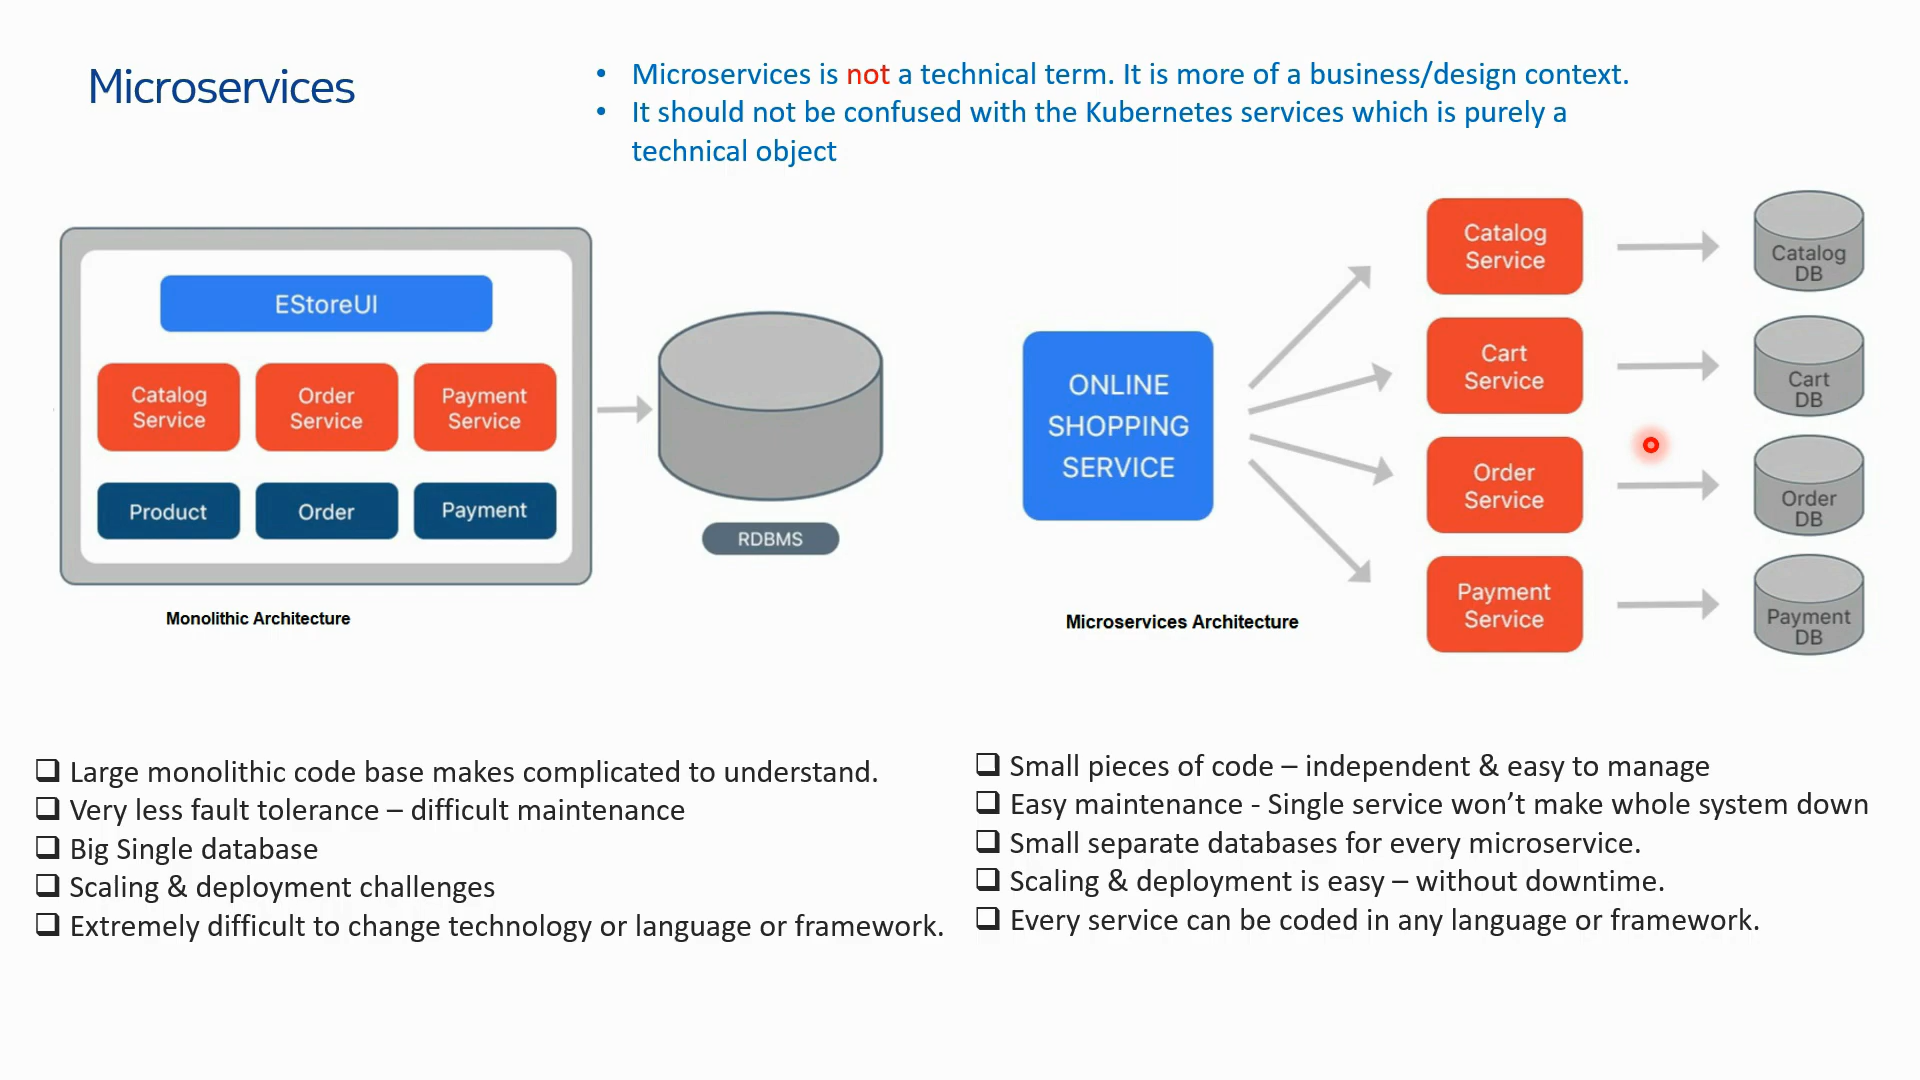 Microservices
• Microservices is not a technical term. It is more of a business/design context.
• It should not be confused with the Kubernetes services which is purely a
technical object
EStoreUI
Catalog
Service
Order
Service
Payment
Service
Product
Order
Payment
RDBMS
Monolithic Architecture
ONLINE
SHOPPING
SERVICE
Catalog
Service
Catalog
DB
Cart
Service
Cart
DB
Order
Service
Order
DB
Payment
Service
Payment
DB
Microservices Architecture
❑ Large monolithic code base makes complicated to understand.
❑ Very less fault tolerance – difficult maintenance
❑ Big Single database
❑ Scaling & deployment challenges
❑ Extremely difficult to change technology or language or framework.
❑ Small pieces of code – independent & easy to manage
❑ Easy maintenance - Single service won’t make whole system down
❑ Small separate databases for every microservice.
❑ Scaling & deployment is easy – without downtime.
❑ Every service can be coded in any language or framework.